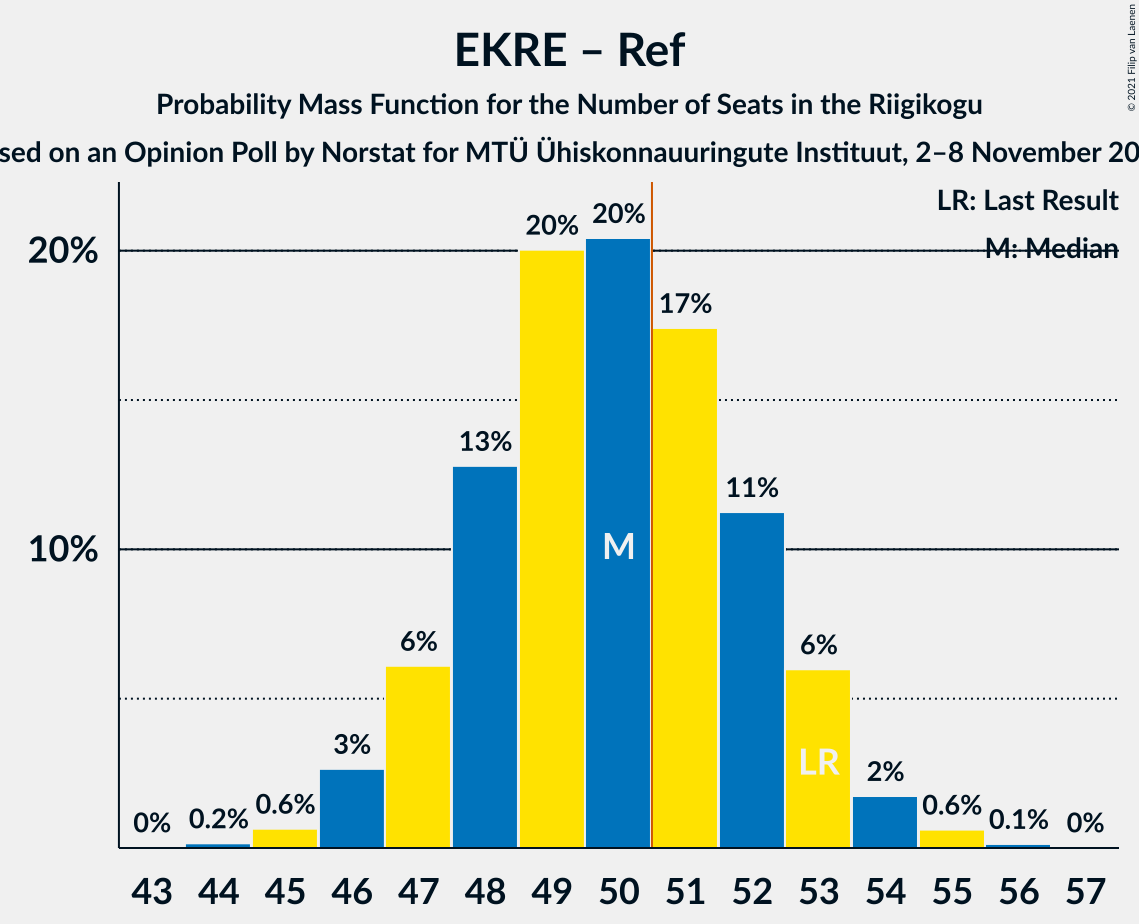 EKRE – Ref
Probability Mass Function for the Number of Seats in the Riigikogu
sed on an Opinion Poll by Norstat for MTÜ Ühiskonnauuringute Instituut, 2–8 November 20
© 2021 Filip van Laenen
LR: Last Result
M: Median
20%
10%
0% 0.2% 0.6% 3% 6% 13% 20% 20% 17% 11% 6% 2% 0.6% 0.1% 0%
M
LR
43 44 45 46 47 48 49 50 51 52 53 54 55 56 57